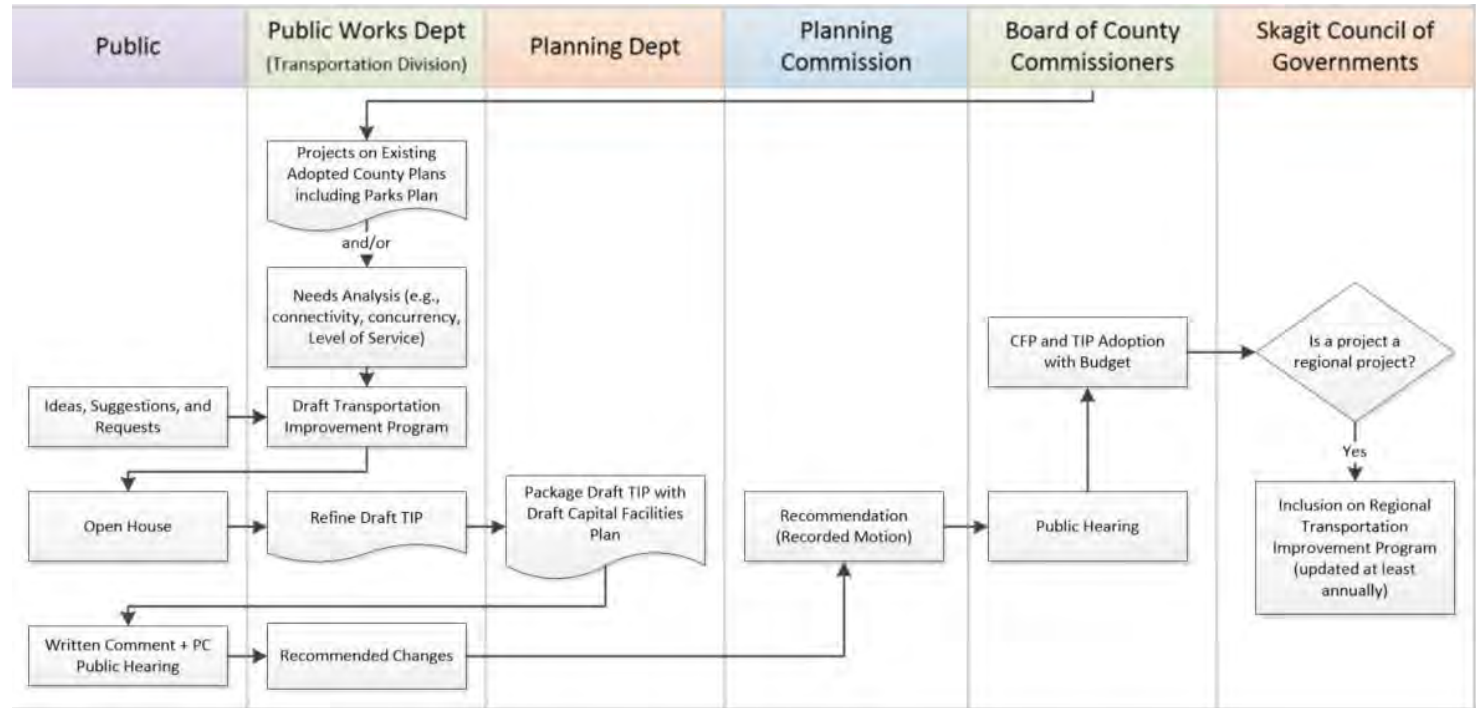 Public
Public Works Dept
(Transportation Division)
Planning Dept
Planning
Commission
Board of County
Commissioners
Skagit Council of
Governments
Projects on Existing
Adopted County Plans
including Parks Plan
and/or
Needs Analysis (e.g.,
connectivity, concurrency,
Level of Service)
Ideas, Suggestions, and
Requests
Draft Transportation
Improvement Program
Open House
Refine Draft TIP
Package Draft TIP with
Draft Capital Facilities
Plan
Written Comment + PC
Public Hearing
Recommended Changes
Recommendation
(Recorded Motion)
Public Hearing
CFP and TIP Adoption
with Budget
Is a project a
regional project?
Yes
Inclusion on Regional
Transportation
Improvement Program
(updated at least
annually)